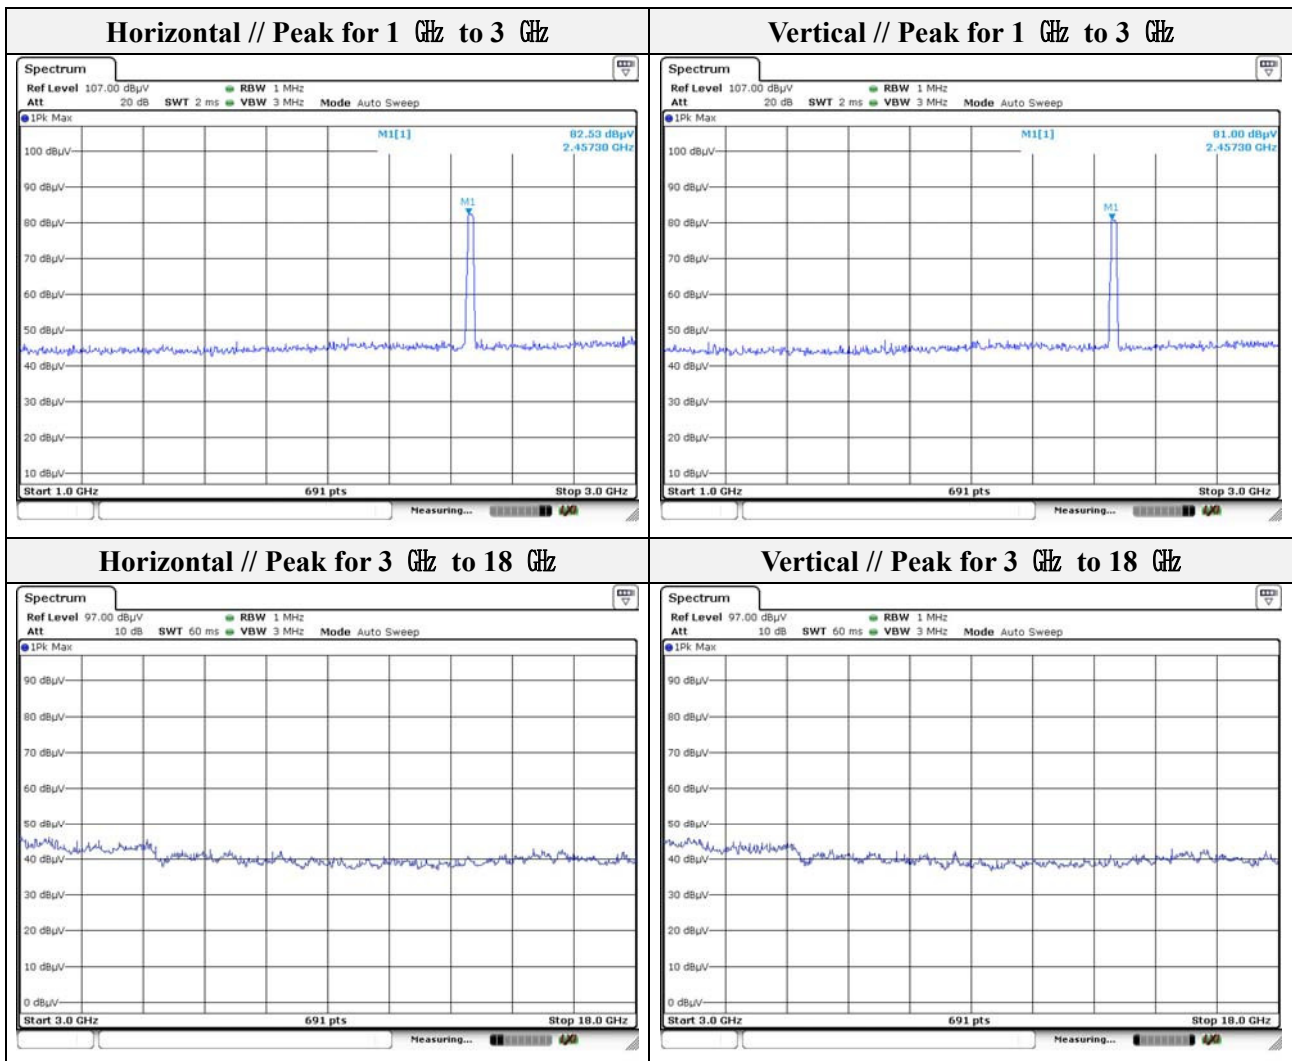 Horizontal // Peak for 1 ㎓ to 3 ㎓
Spectrum
Ref Level 107.00 dBµV RBW 1 MHz
Att 20 dB SWT 2 ms VBW 3 MHz Mode Auto Sweep
1Pk Max
M1[1] 82.53 dBµV
2.45730 GHz
100 dBµV
90 dBµV
M1
80 dBµV
70 dBµV
60 dBµV
50 dBµV
40 dBµV
30 dBµV
20 dBµV
10 dBµV
Start 1.0 GHz 691 pts Stop 3.0 GHz
Measuring...
Vertical // Peak for 1 ㎓ to 3 ㎓
Spectrum
Ref Level 107.00 dBµV RBW 1 MHz
Att 20 dB SWT 2 ms VBW 3 MHz Mode Auto Sweep
1Pk Max
M1[1] 81.00 dBµV
2.45730 GHz
100 dBµV
90 dBµV
M1
80 dBµV
70 dBµV
60 dBµV
50 dBµV
40 dBµV
30 dBµV
20 dBµV
10 dBµV
Start 1.0 GHz 691 pts Stop 3.0 GHz
Measuring...
Horizontal // Peak for 3 ㎓ to 18 ㎓
Spectrum
Ref Level 97.00 dBµV RBW 1 MHz
Att 10 dB SWT 60 ms VBW 3 MHz Mode Auto Sweep
1Pk Max
90 dBµV
80 dBµV
70 dBµV
60 dBµV
50 dBµV
40 dBµV
30 dBµV
20 dBµV
10 dBµV
0 dBµV
Start 3.0 GHz 691 pts Stop 18.0 GHz
Measuring...
Vertical // Peak for 3 ㎓ to 18 ㎓
Spectrum
Ref Level 97.00 dBµV RBW 1 MHz
Att 10 dB SWT 60 ms VBW 3 MHz Mode Auto Sweep
1Pk Max
90 dBµV
80 dBµV
70 dBµV
60 dBµV
50 dBµV
40 dBµV
30 dBµV
20 dBµV
10 dBµV
0 dBµV
Start 3.0 GHz 691 pts Stop 18.0 GHz
Measuring...